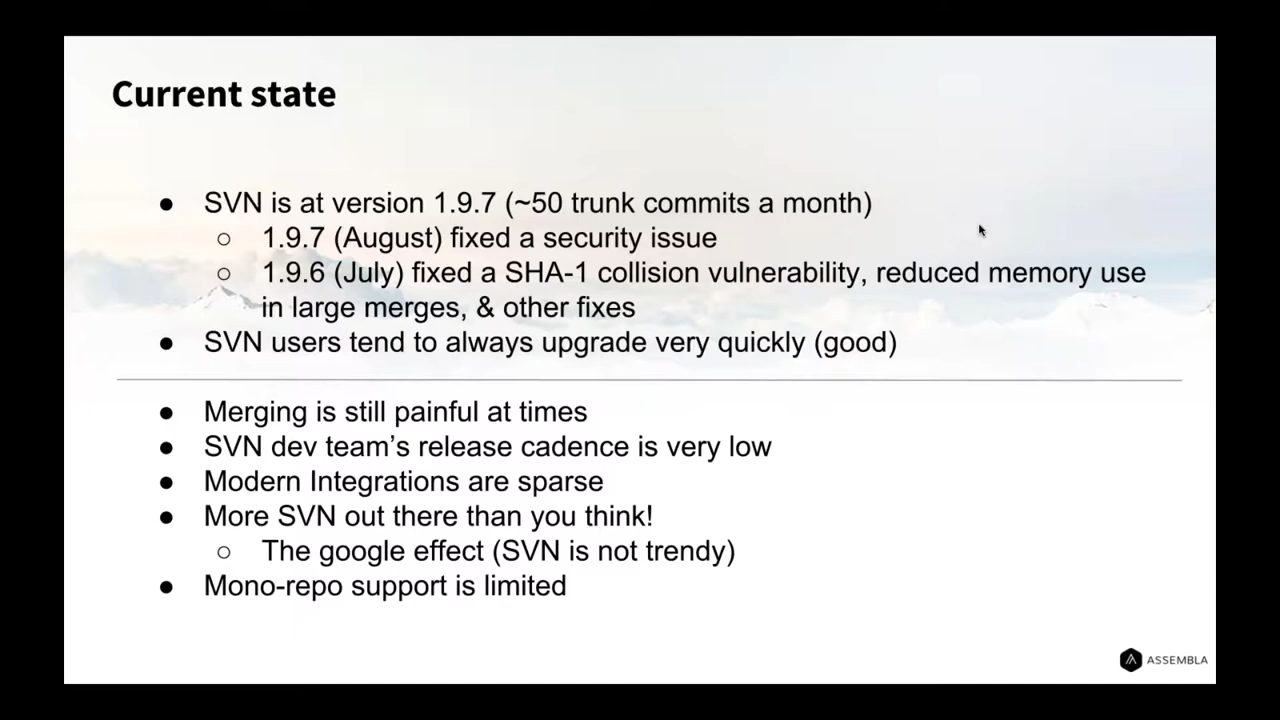 Current state
● SVN is at version 1.9.7 (~50 trunk commits a month)
○ 1.9.7 (August) fixed a security issue
○ 1.9.6 (July) fixed a SHA-1 collision vulnerability, reduced memory use
in large merges, & other fixes
● SVN users tend to always upgrade very quickly (good)
● Merging is still painful at times
● SVN dev team's release cadence is very low
● Modern Integrations are sparse
● More SVN out there than you think!
○ The google effect (SVN is not trendy)
● Mono-repo support is limited
ASSEMBLA